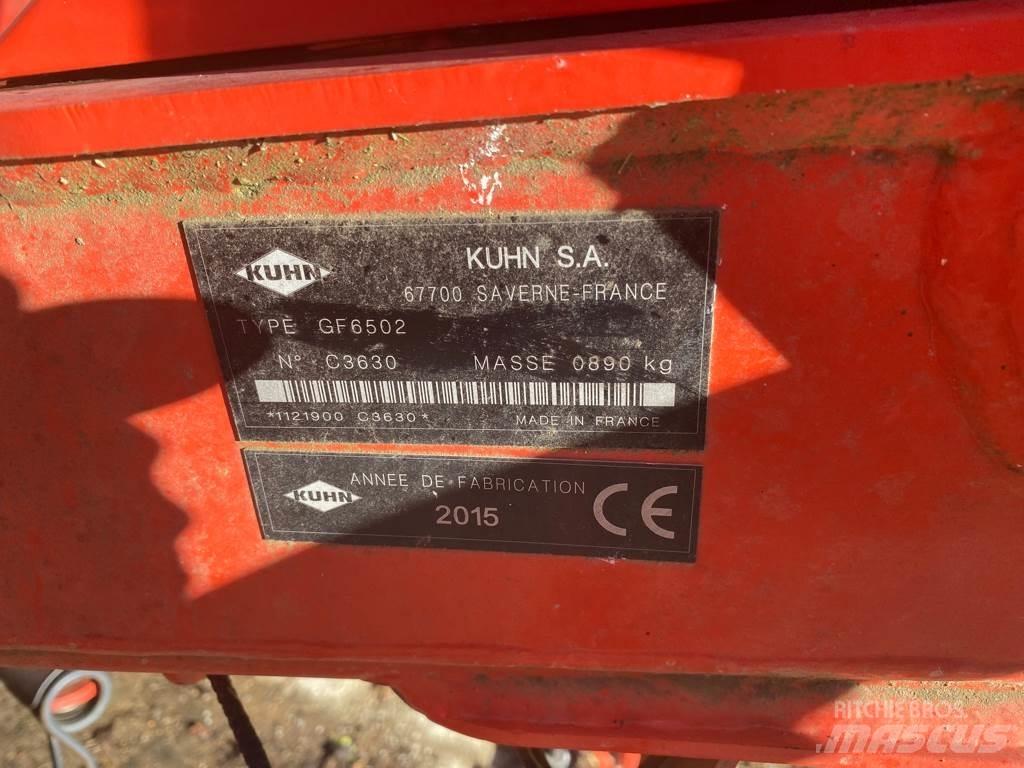 KUHN
KUHN S.A.
67700 SAVERNE-FRANCE
TYPE GF6502
N° C3630 MASSE 0890 kg
*1121900 C3630* MADE IN FRANCE
KUHN
ANNEE DE FABRICATION
2015
CE
RITCHIE BROS.
MASCUS